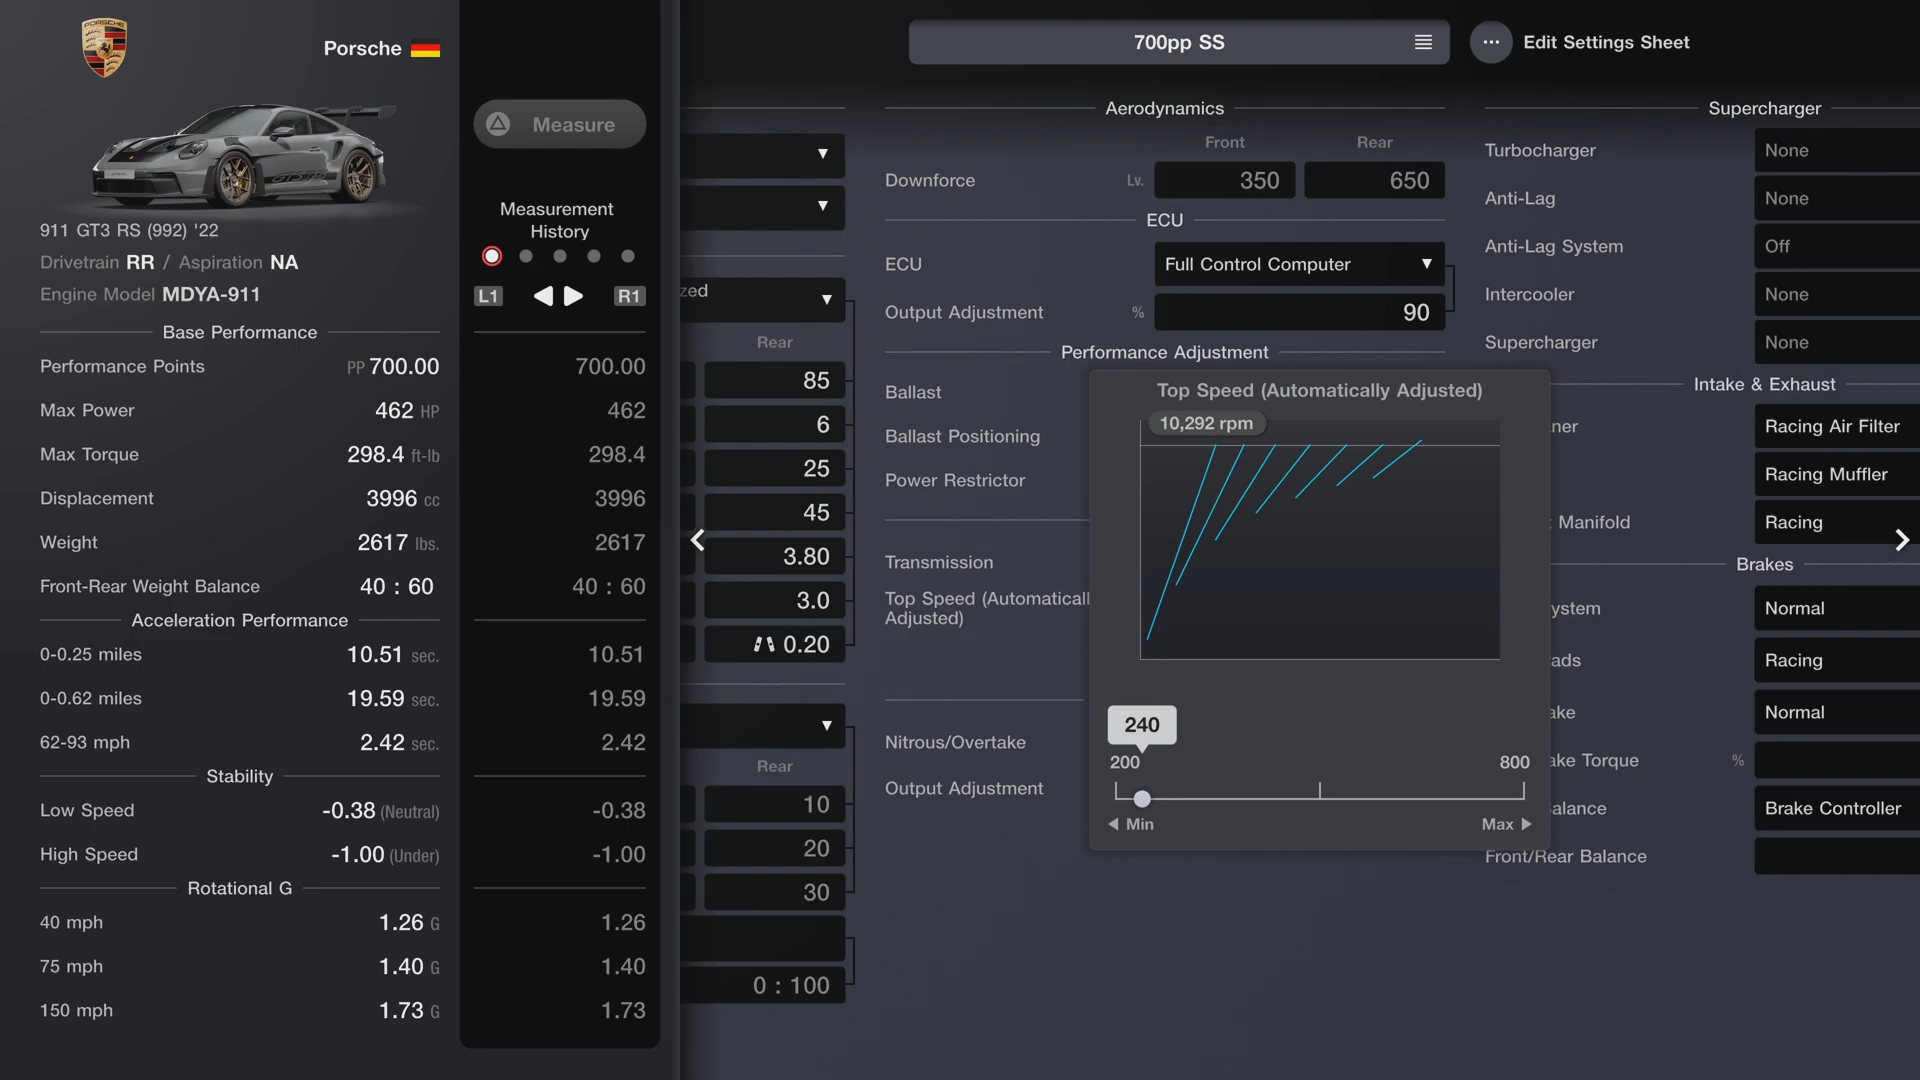 PORSCHE
Porsche
911 GT3 RS (992) '22
Drivetrain RR / Aspiration NA
Engine Model MDYA-911
Base Performance
Performance Points PP 700.00
Max Power 462 HP
Max Torque 298.4 ft-lb
Displacement 3996 cc
Weight 2617 lbs.
Front-Rear Weight Balance 40 : 60
Acceleration Performance
0-0.25 miles 10.51 sec.
0-0.62 miles 19.59 sec.
62-93 mph 2.42 sec.
Stability
Low Speed -0.38 (Neutral)
High Speed -1.00 (Under)
Rotational G
40 mph 1.26 G
75 mph 1.40 G
150 mph 1.73 G
Measure
Measurement
History
L1 R1
700.00
462
298.4
3996
2617
40 : 60
10.51
19.59
2.42
-0.38
-1.00
1.26
1.40
1.73
zed
Rear
85
6
25
45
3.80
3.0
0.20
Rear
10
20
30
0 : 100
700pp SS
Edit Settings Sheet
Aerodynamics
Front Rear
Downforce Lv. 350 650
ECU
ECU Full Control Computer
Output Adjustment % 90
Performance Adjustment
Ballast
Ballast Positioning
Power Restrictor
Transmission
Top Speed (Automaticall
Adjusted)
Nitrous/Overtake
Output Adjustment
Top Speed (Automatically Adjusted)
10,292 rpm
240
200 800
Min Max
Supercharger
Turbocharger None
Anti-Lag None
Anti-Lag System Off
Intercooler None
Supercharger None
Intake & Exhaust
ner Racing Air Filter
Racing Muffler
Manifold Racing
Brakes
ystem Normal
ads Racing
ake Normal
ake Torque %
alance Brake Controller
Front/Rear Balance